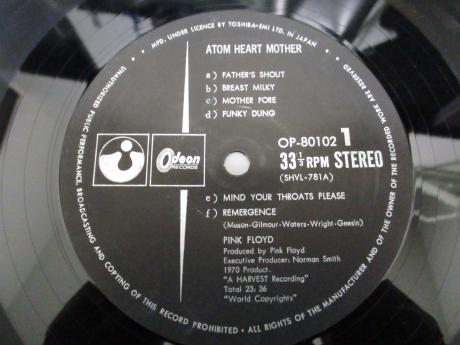 • MFD. UNDER LICENCE BY TOSHIBA-EMI LTD. IN JAPAN •
UNAUTHORIZED PUBLIC PERFORMANCE, BROADCASTING AND COPYING OF THIS RECORD PROHIBITED • ALL RIGHTS OF THE MANUFACTURER AND OF THE OWNER OF THE RECORDED WORK ARE RESERVED
ATOM HEART MOTHER
a) FATHER'S SHOUT
b) BREAST MILKY
c) MOTHER FORE
d) FUNKY DUNG
OP-80102 1
33 1/3 RPM STEREO
(SHVL-781A)
Odeon
RECORDS
e) MIND YOUR THROATS PLEASE
f) REMERGENCE
(Mason-Gilmour-Waters-Wright-Geesin)
PINK FLOYD
Produced by Pink Floyd
Executive Producer: Norman Smith
1970 Product.
"A HARVEST Recording"
Total 23; 36
"World Copyrights"